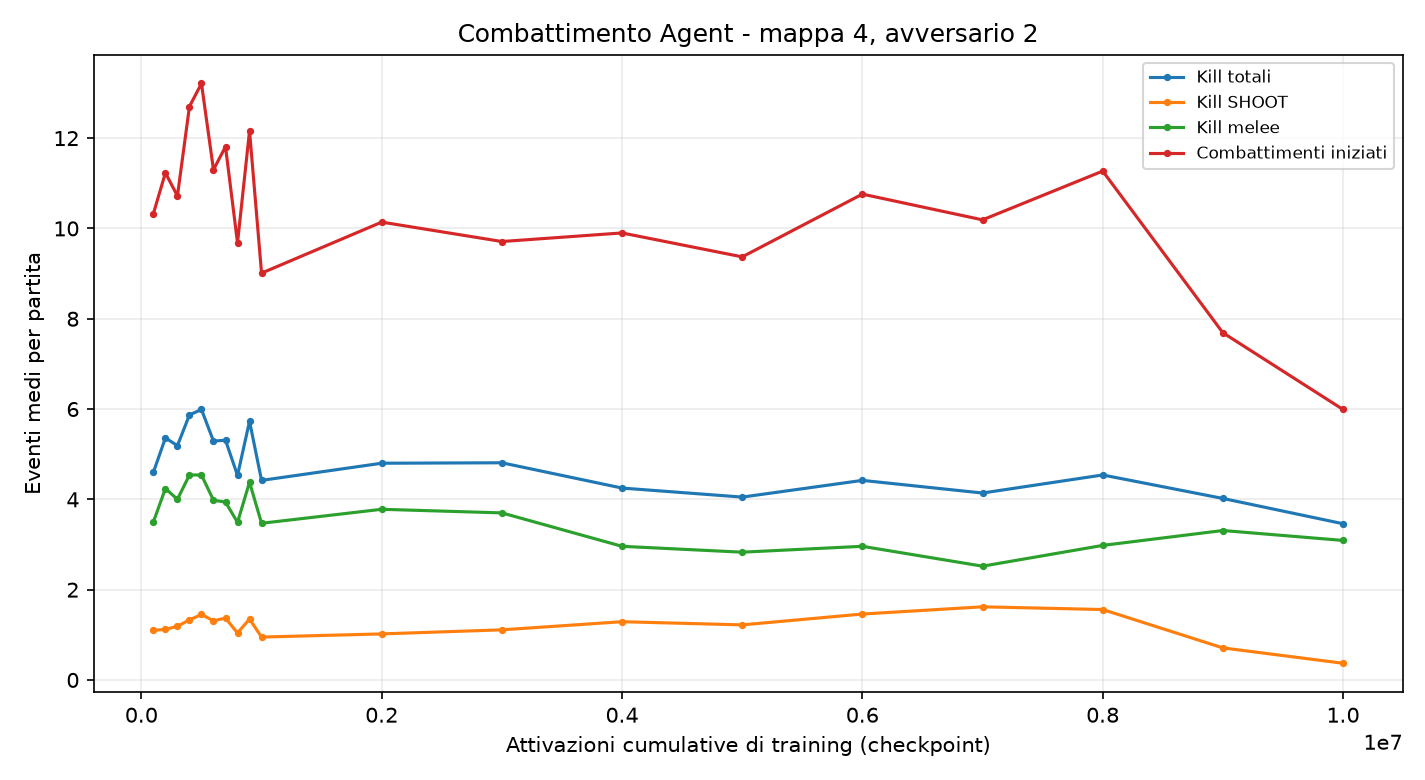 Combattimento Agent - mappa 4, avversario 2
Kill totali
Kill SHOOT
Kill melee
Combattimenti iniziati
Eventi medi per partita
12
10
8
6
4
2
0
0.0 0.2 0.4 0.6 0.8 1.0
1e7
Attivazioni cumulative di training (checkpoint)